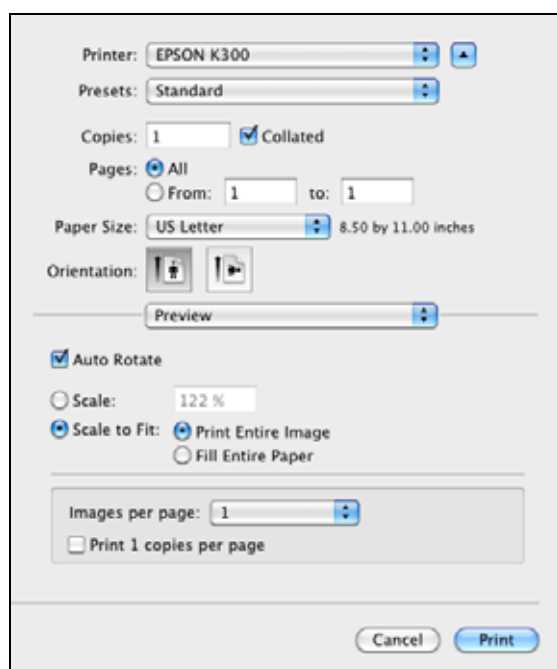 Printer: EPSON K300
Presets: Standard
Copies: 1 Collated
Pages: All
From: 1 to: 1
Paper Size: US Letter 8.50 by 11.00 inches
Orientation:
Preview
Auto Rotate
Scale: 122 %
Scale to Fit: Print Entire Image
Fill Entire Paper
Images per page: 1
Print 1 copies per page
Cancel Print